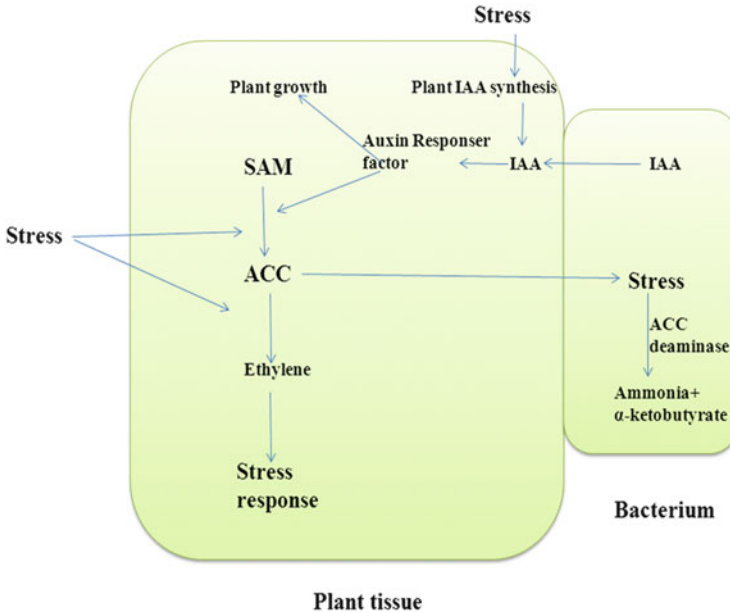 Stress
Plant growth
Plant IAA synthesis
Auxin Responser
factor
IAA
IAA
SAM
Stress
ACC
Stress
ACC
deaminase
Ethylene
Ammonia+
α-ketobutyrate
Stress
response
Bacterium
Plant tissue